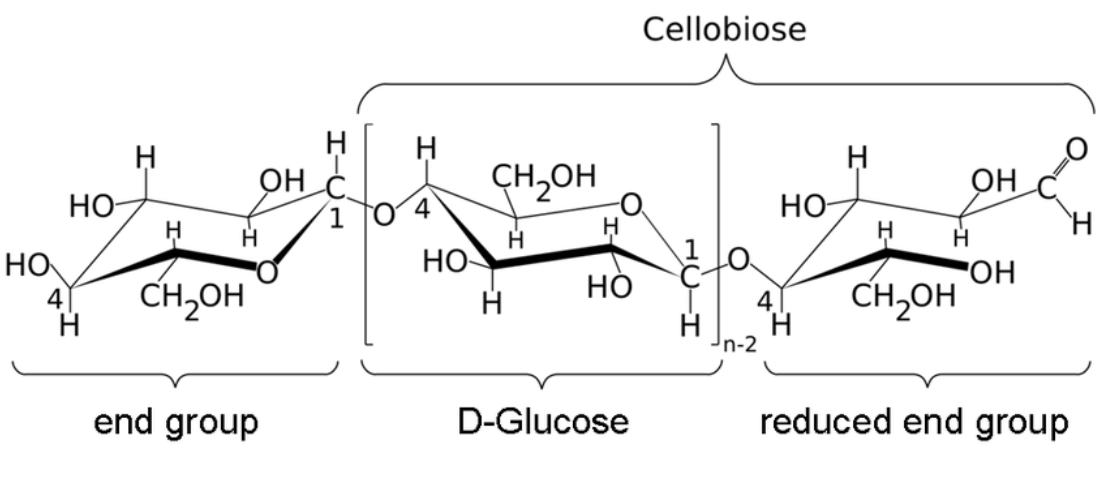 Cellobiose
H H H O
HO OH C 4 CH₂OH O HO OH C
H 1 O H H 1 O H H
HO HO HO C OH
4 CH₂OH O H H 4 CH₂OH
H H H
n-2
end group D-Glucose reduced end group